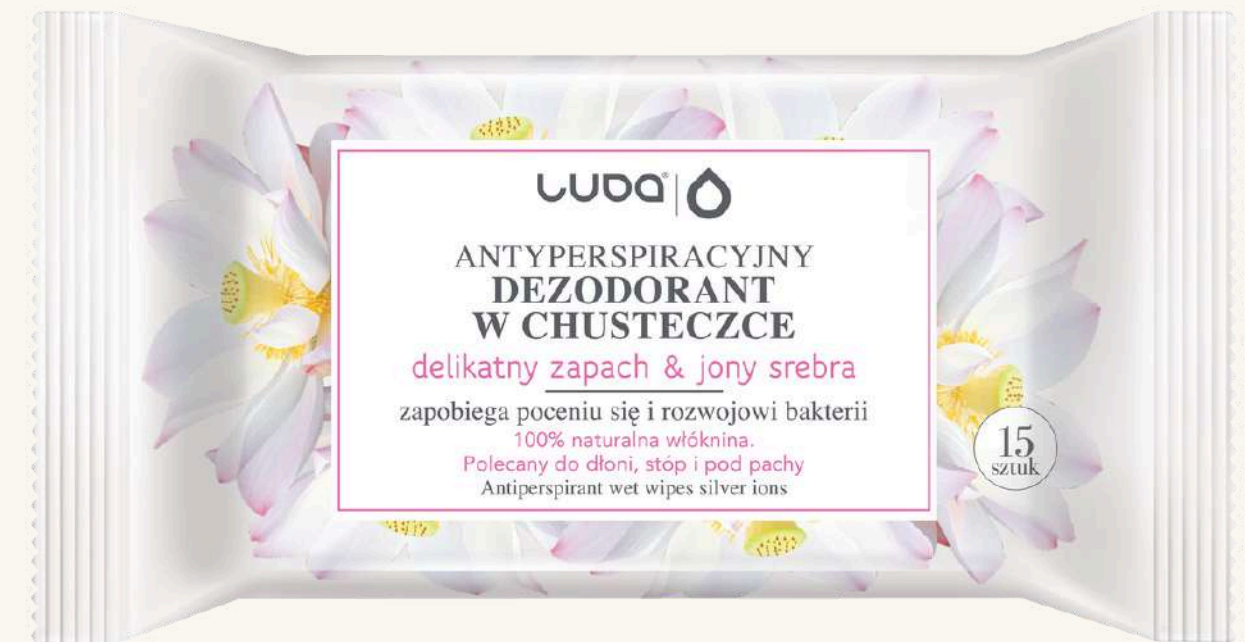 LUBA®
ANTYPERSPIRACYJNY
DEZODORANT
W CHUSTECZCE
delikatny zapach & jony srebra
zapobiega poceniu się i rozwojowi bakterii
100% naturalna włóknina.
Polecany do dłoni, stóp i pod pachy
Antiperspirant wet wipes silver ions
15
sztuk